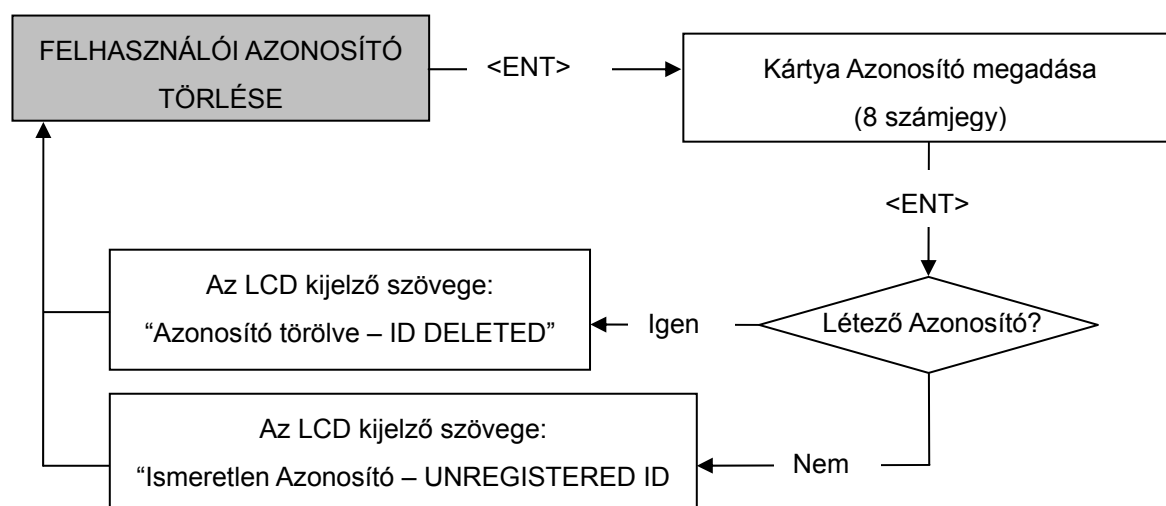 FELHASZNÁLÓI AZONOSÍTÓ
TÖRLÉSE
<ENT>
Kártya Azonosító megadása
(8 számjegy)
<ENT>
Létező Azonosító?
Igen
Az LCD kijelző szövege:
“Azonosító törölve – ID DELETED”
Nem
Az LCD kijelző szövege:
“Ismeretlen Azonosító – UNREGISTERED ID